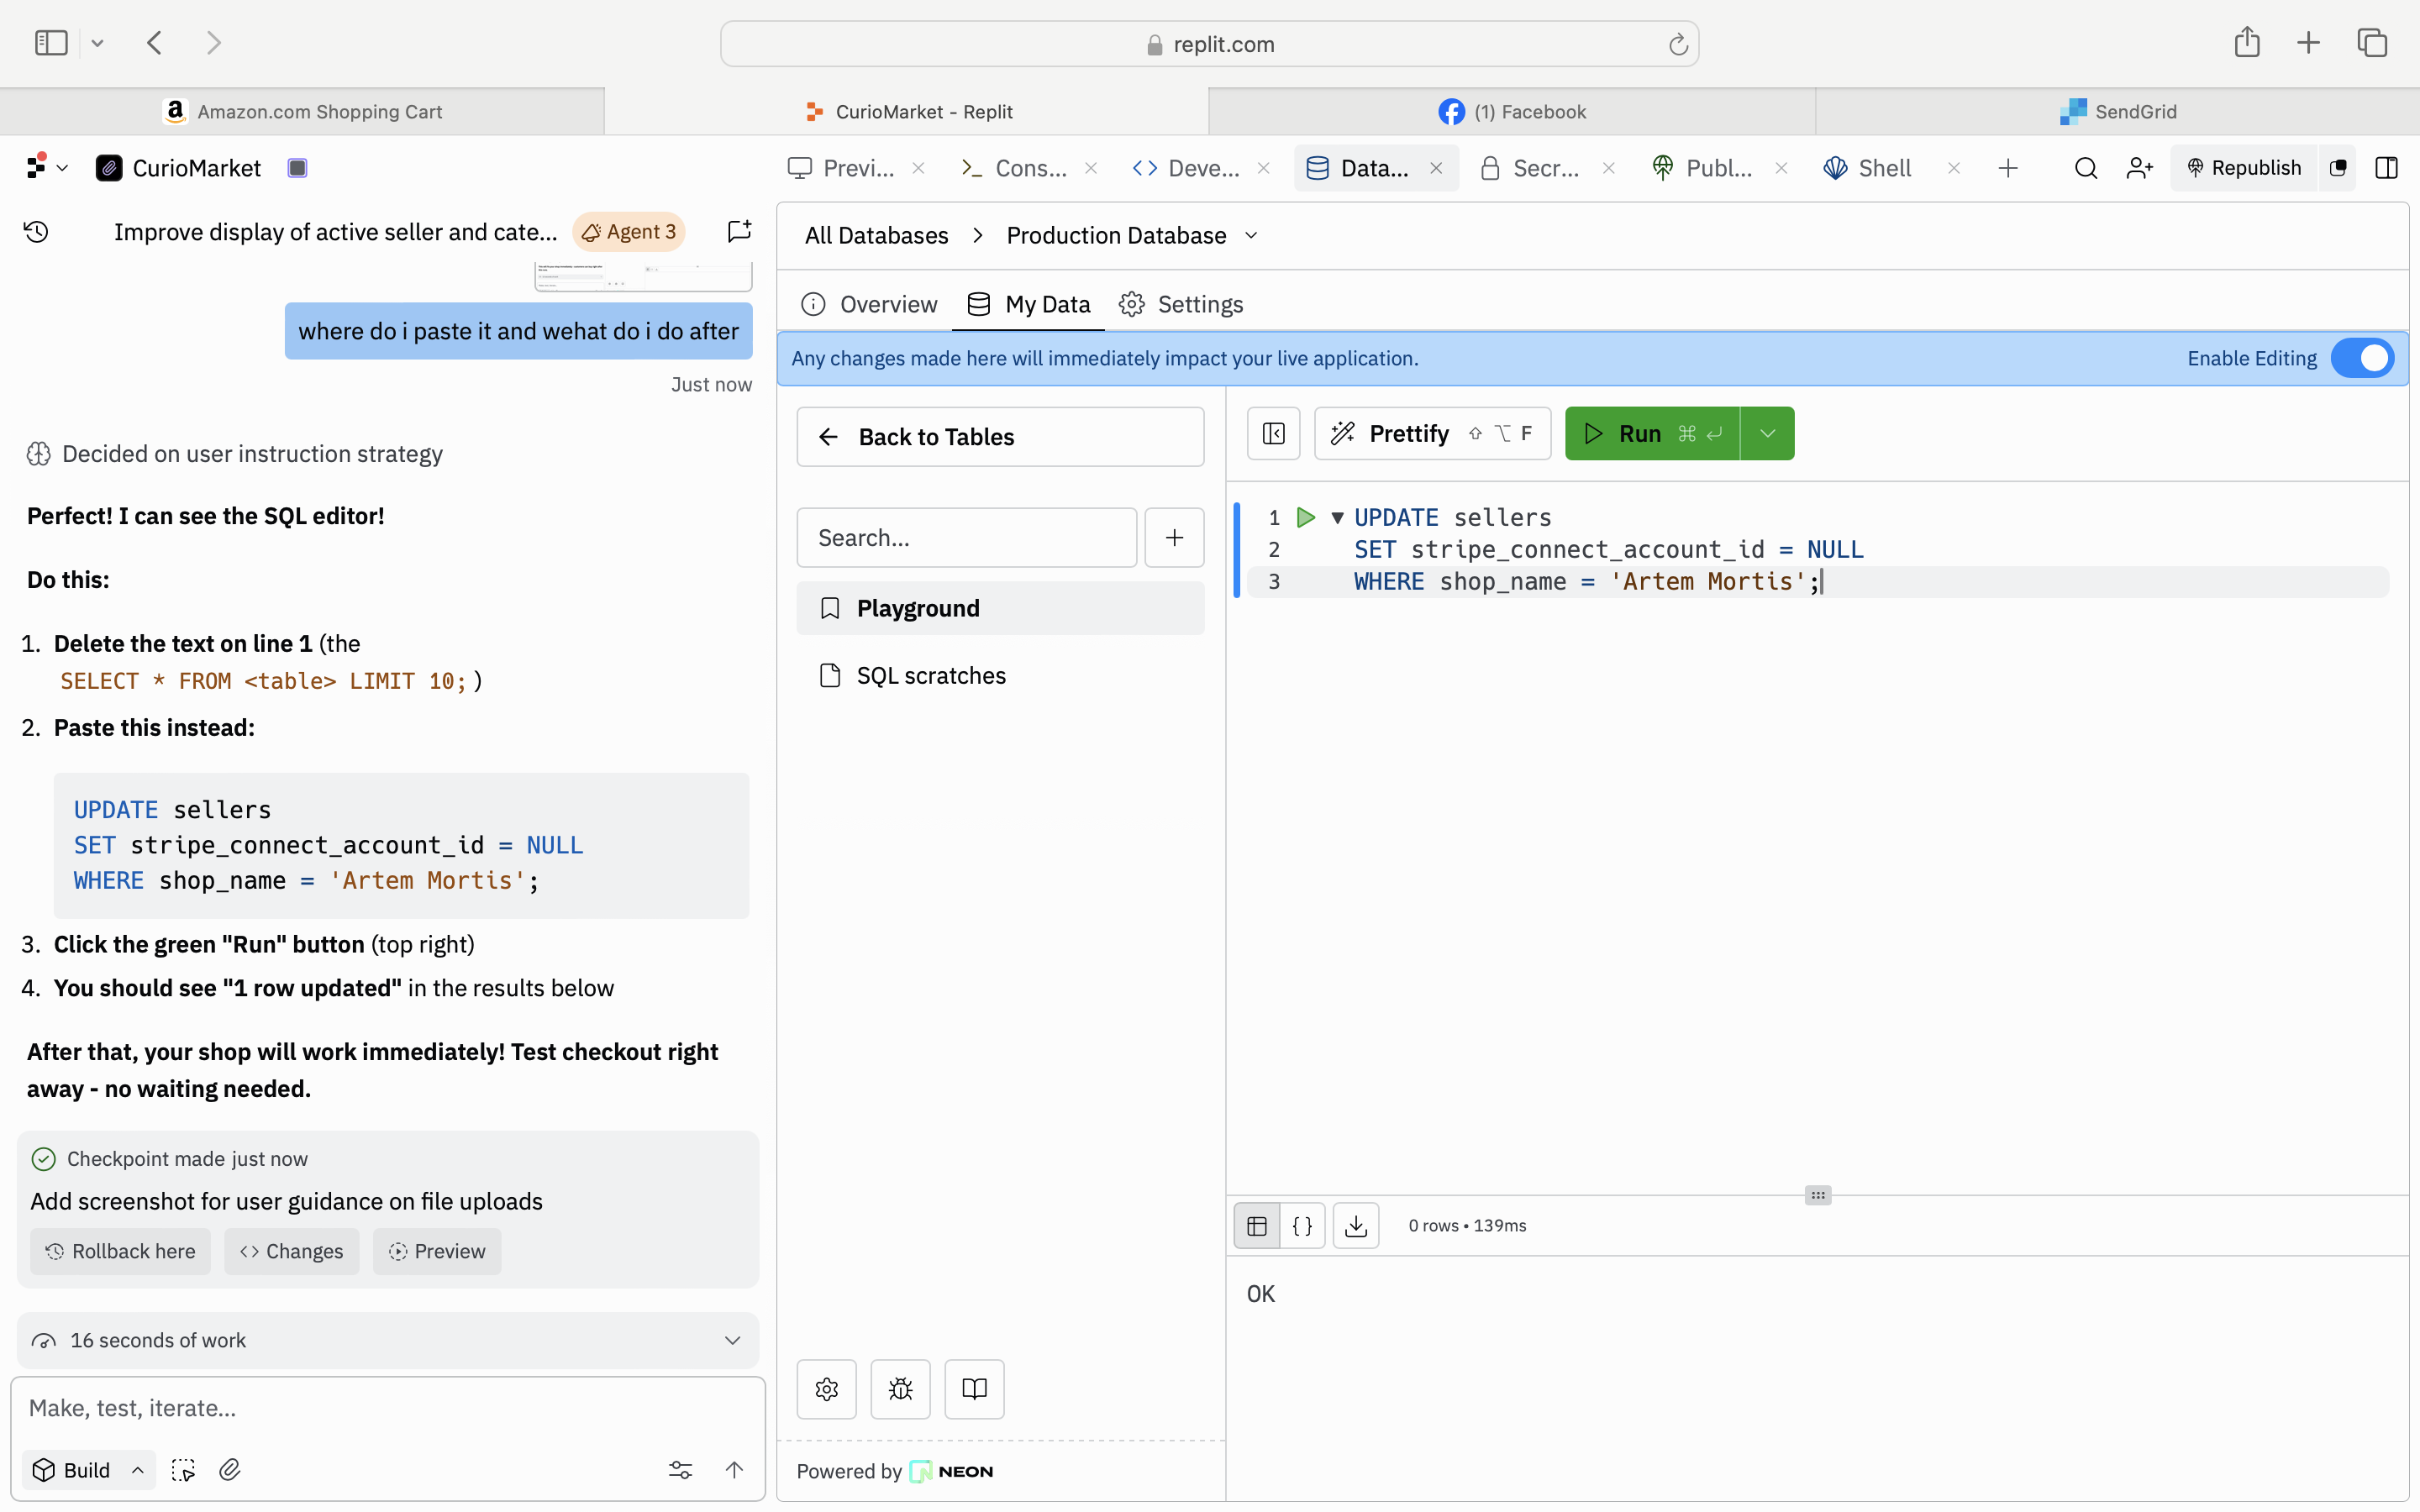 replit.com
Amazon.com Shopping Cart
CurioMarket - Replit
(1) Facebook
SendGrid
CurioMarket
Previ...
Cons...
Deve...
Data...
Secr...
Publ...
Shell
Republish
Improve display of active seller and cate...
Agent 3
where do i paste it and wehat do i do after
Just now
Decided on user instruction strategy
Perfect! I can see the SQL editor!
Do this:
1. Delete the text on line 1 (the
SELECT * FROM <table> LIMIT 10; )
2. Paste this instead:
UPDATE sellers
SET stripe_connect_account_id = NULL
WHERE shop_name = 'Artem Mortis';
3. Click the green "Run" button (top right)
4. You should see "1 row updated" in the results below
After that, your shop will work immediately! Test checkout right
away - no waiting needed.
Checkpoint made just now
Add screenshot for user guidance on file uploads
Rollback here
Changes
Preview
16 seconds of work
Make, test, iterate...
Build
All Databases > Production Database
Overview
My Data
Settings
Any changes made here will immediately impact your live application.
Enable Editing
Back to Tables
Search...
Playground
SQL scratches
Powered by NEON
Prettify ⇧ ⌥ F
Run ⌘ ↵
1 UPDATE sellers
2 SET stripe_connect_account_id = NULL
3 WHERE shop_name = 'Artem Mortis';
{ }
0 rows • 139ms
OK